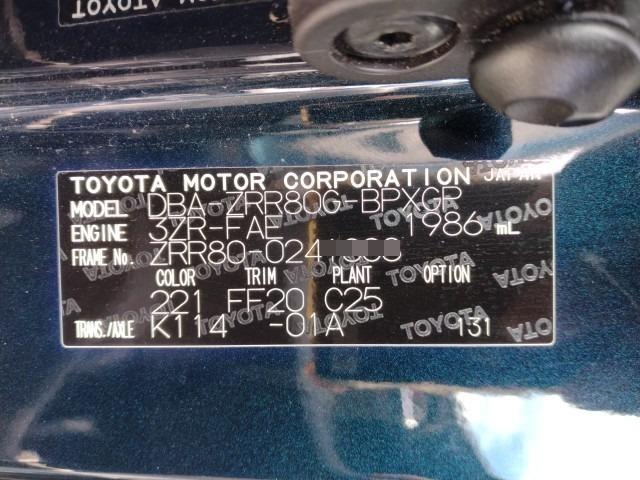 TOYOTA MOTOR CORPORATION JAPAN
MODEL DBA-ZRR80G-BPXGP
ENGINE 3ZR-FAE 1986 mL
FRAME No. ZRR80-024
COLOR TRIM PLANT OPTION
221 FF20 C25
TRANS./AXLE K114 -01A 131